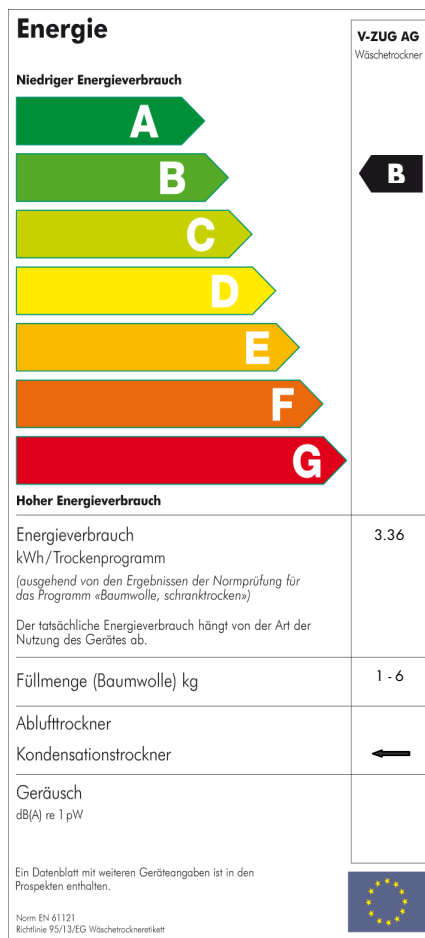 Energie
V-ZUG AG
Wäschetrockner
Niedriger Energieverbrauch
A
B
B
C
D
E
F
G
Hoher Energieverbrauch
Energieverbrauch
3.36
kWh/Trockenprogramm
(ausgehend von den Ergebnissen der Normprüfung für
das Programm «Baumwolle, schranktrocken»)
Der tatsächliche Energieverbrauch hängt von der Art der
Nutzung des Gerätes ab.
Füllmenge (Baumwolle) kg
1 - 6
Ablufttrockner
Kondensationstrockner
Geräusch
dB(A) re 1 pW
Ein Datenblatt mit weiteren Geräteangaben ist in den
Prospekten enthalten.
Norm EN 61121
Richtlinie 95/13/EG Wäschetrockneretikett